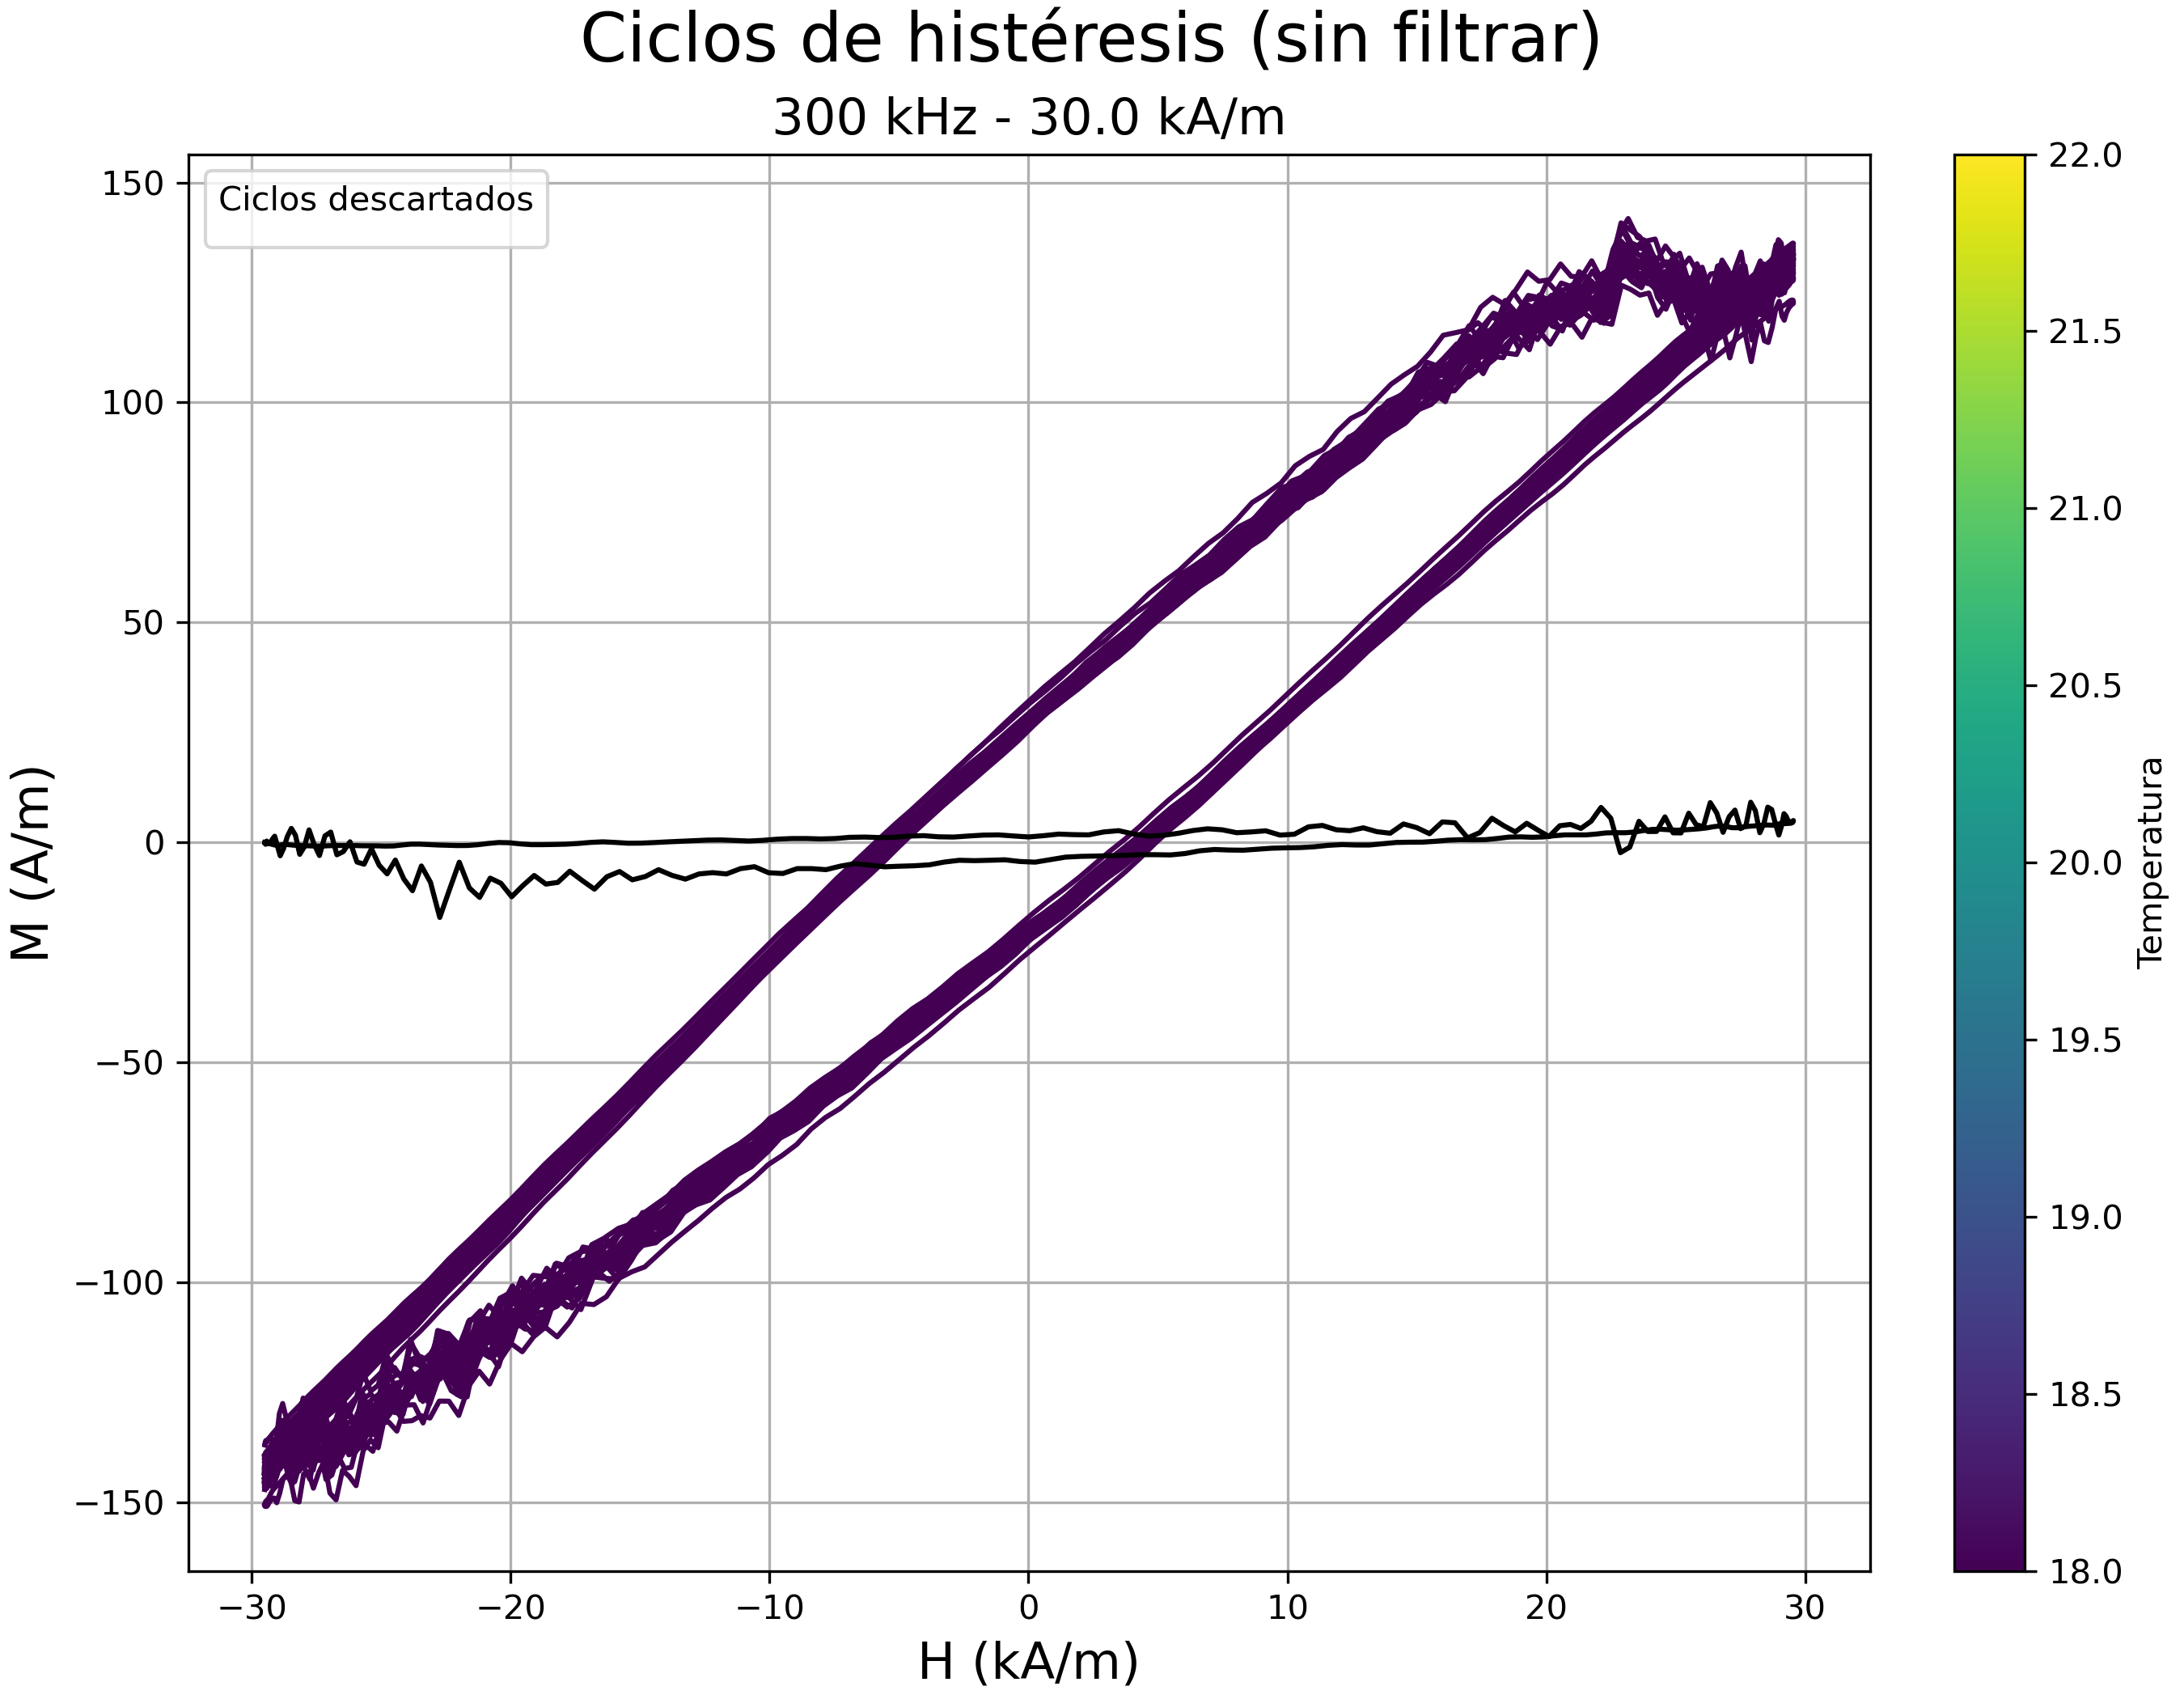 Ciclos de histéresis (sin filtrar)
300 kHz - 30.0 kA/m
Ciclos descartados
M (A/m)
150
100
50
0
−50
−100
−150
−30 −20 −10 0 10 20 30
H (kA/m)
22.0
21.5
21.0
20.5
20.0
19.5
19.0
18.5
18.0
Temperatura